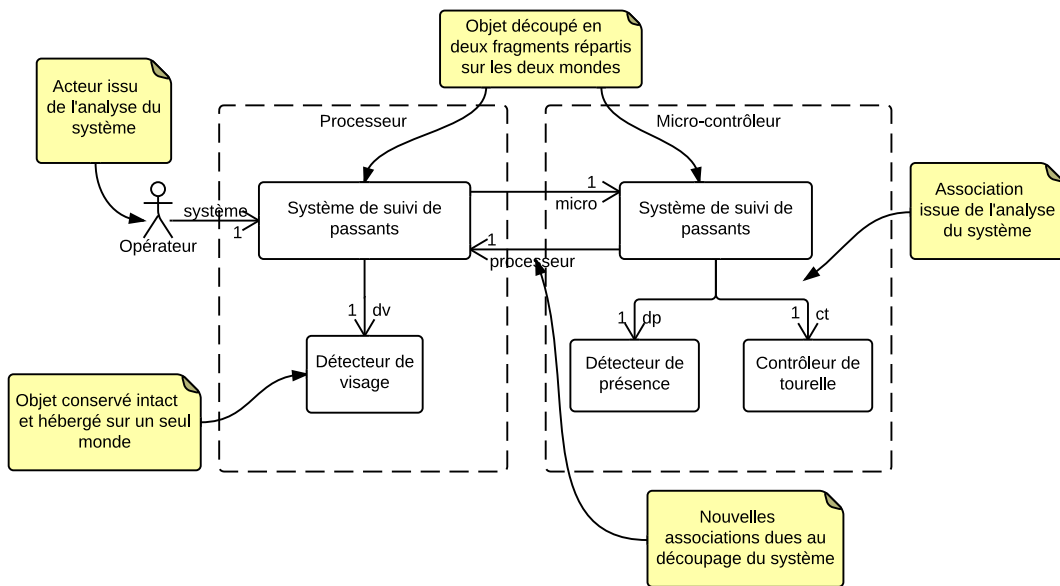 Objet découpé en
deux fragments répartis
sur les deux mondes
Acteur issu
de l'analyse du
système
Processeur
Micro-contrôleur
Association
issue de l'analyse
du système
Opérateur
système
1
Système de suivi de
passants
1
micro
1
processeur
Système de suivi de
passants
1
dv
1
dp
1
ct
Détecteur de
visage
Détecteur de
présence
Contrôleur de
tourelle
Objet conservé intact
et hébergé sur un seul
monde
Nouvelles
associations dues au
découpage du système